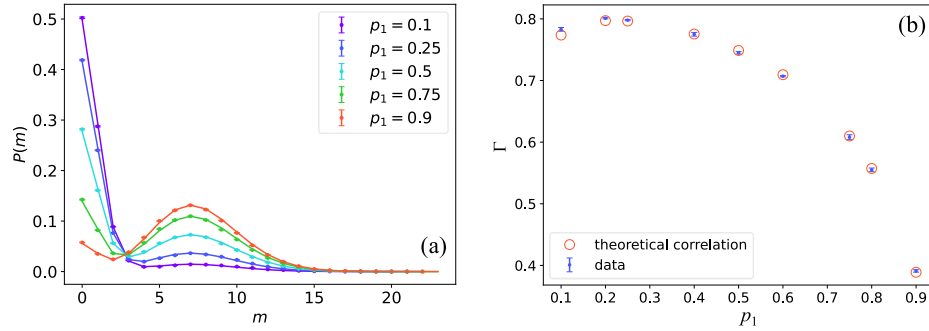 0.5
0.4
0.3
0.2
0.1
0.0
P(m)
0 5 10 15 20
m
p₁ = 0.1
p₁ = 0.25
p₁ = 0.5
p₁ = 0.75
p₁ = 0.9
(a)
0.8
0.7
0.6
0.5
0.4
Γ
0.1 0.2 0.3 0.4 0.5 0.6 0.7 0.8 0.9
p₁
theoretical correlation
data
(b)